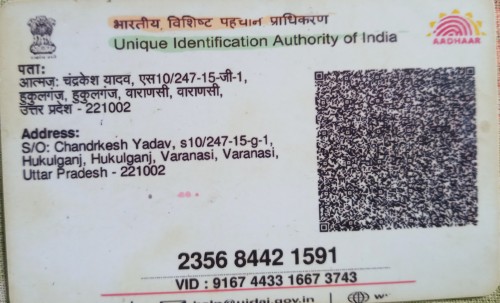 भारतीय विशिष्ट पहचान प्राधिकरण
Unique Identification Authority of India
AADHAAR
पता:
आत्मज: चंद्रकेश यादव, एस10/247-15-जी-1,
हुकुलगंज, हुकुलगंज, वाराणसी, वाराणसी,
उत्तर प्रदेश - 221002
Address:
S/O: Chandrkesh Yadav, s10/247-15-g-1,
Hukulganj, Hukulganj, Varanasi, Varanasi,
Uttar Pradesh - 221002
2356 8442 1591
VID : 9167 4433 1667 3743
help@uidai.gov.in